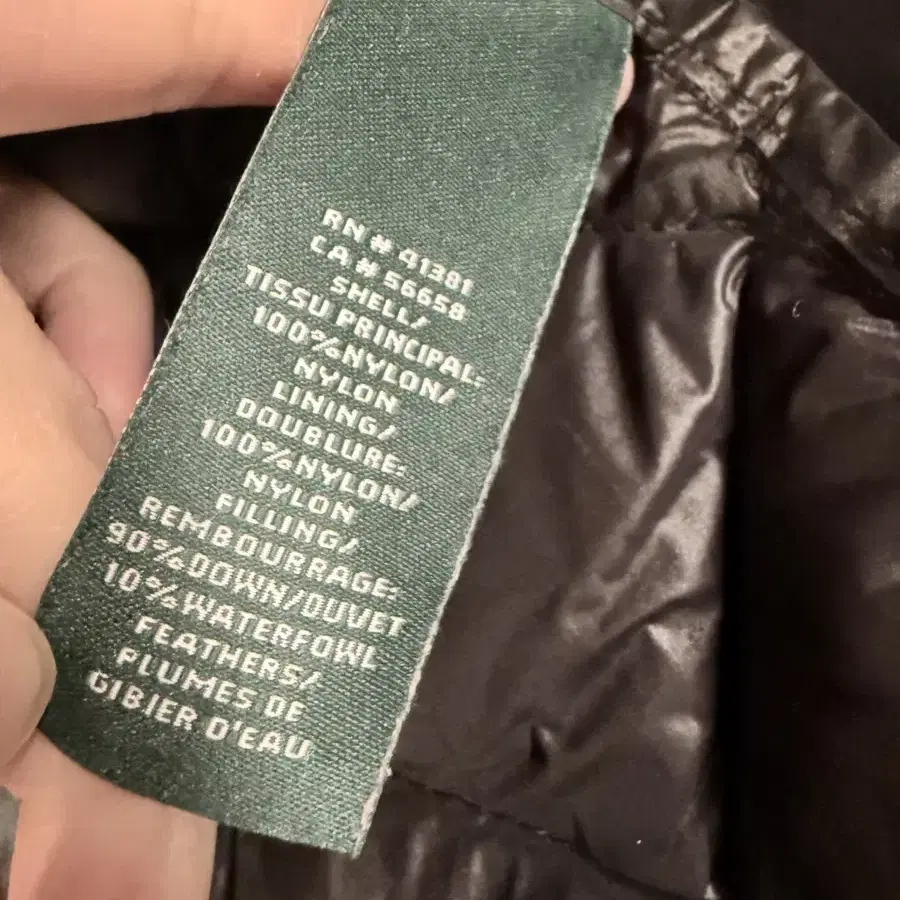 RN # 41381
CA # 56658
SHELL/
TISSU PRINCIPAL:
100%NYLON/
NYLON
LINING/
DOUBLURE:
100%NYLON/
NYLON
FILLING/
REMBOURRAGE:
90%DOWN/DUVET
10%WATERFOWL
FEATHERS/
PLUMES DE
GIBIER D'EAU